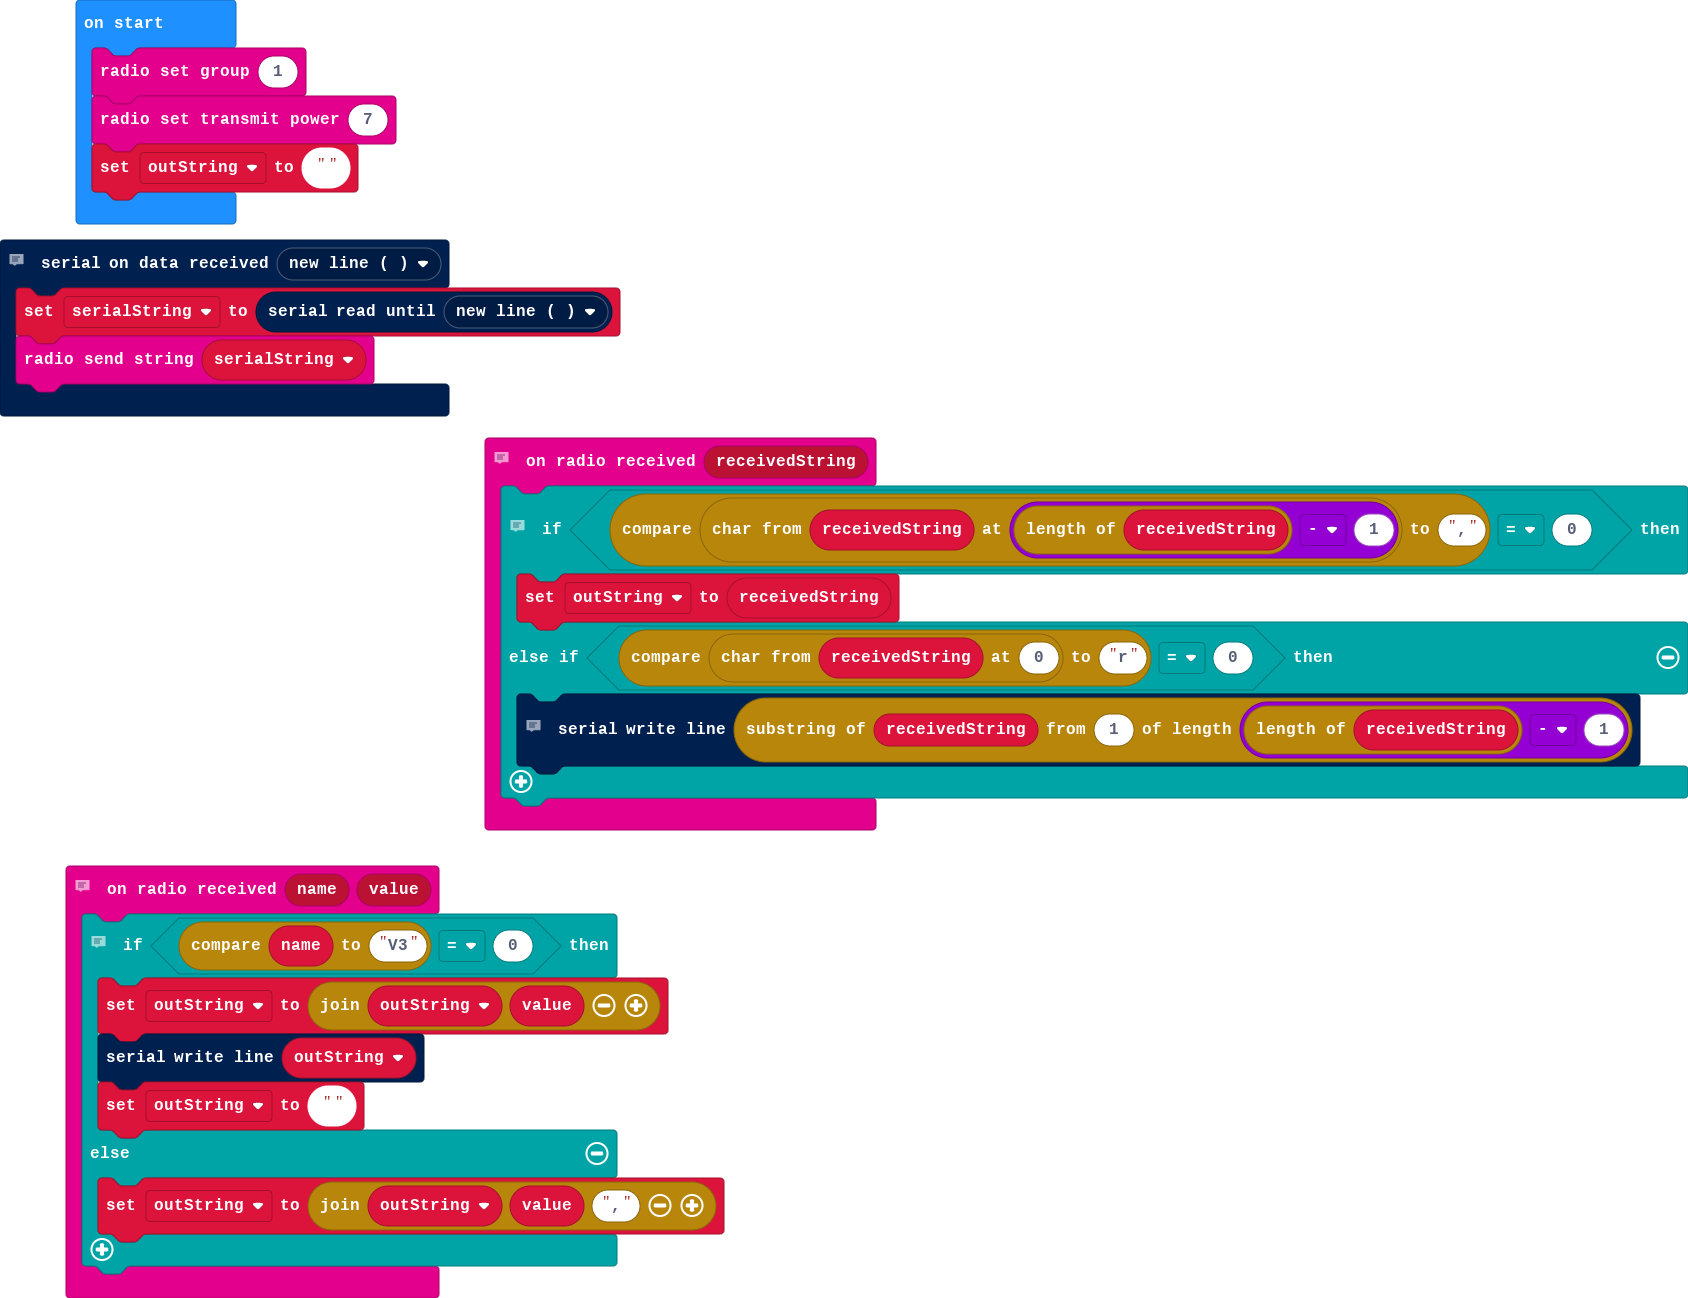 on start
radio set group 1
radio set transmit power 7
set outString to " "
serial on data received new line ( )
set serialString to serial read until new line ( )
radio send string serialString
on radio received receivedString
if compare char from receivedString at length of receivedString - 1 to "," = 0 then
set outString to receivedString
else if compare char from receivedString at 0 to "r" = 0 then
serial write line substring of receivedString from 1 of length length of receivedString - 1
on radio received name value
if compare name to "V3" = 0 then
set outString to join outString value
serial write line outString
set outString to " "
else
set outString to join outString value ","